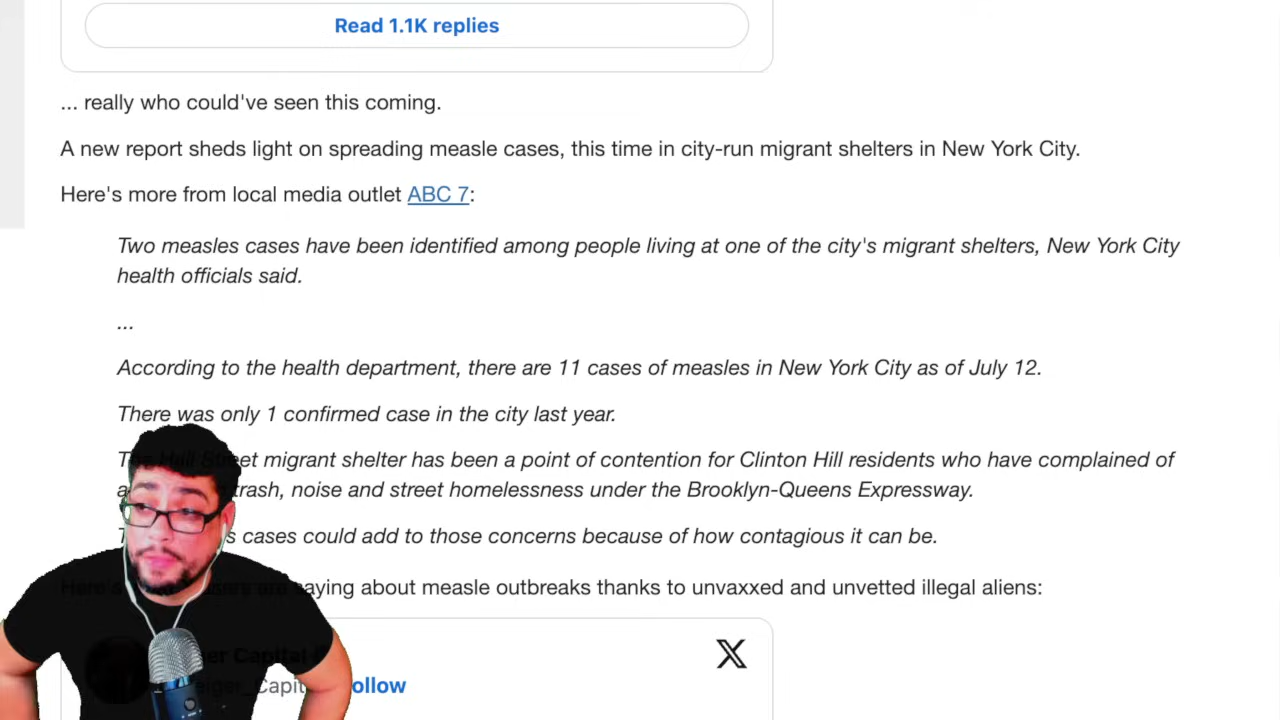 Read 1.1K replies
... really who could've seen this coming.
A new report sheds light on spreading measle cases, this time in city-run migrant shelters in New York City.
Here's more from local media outlet ABC 7:
Two measles cases have been identified among people living at one of the city's migrant shelters, New York City
health officials said.
...
According to the health department, there are 11 cases of measles in New York City as of July 12.
There was only 1 confirmed case in the city last year.
The Hall Street migrant shelter has been a point of contention for Clinton Hill residents who have complained of
trash, noise and street homelessness under the Brooklyn-Queens Expressway.
cases could add to those concerns because of how contagious it can be.
Here's are saying about measle outbreaks thanks to unvaxxed and unvetted illegal aliens:
Capital
X